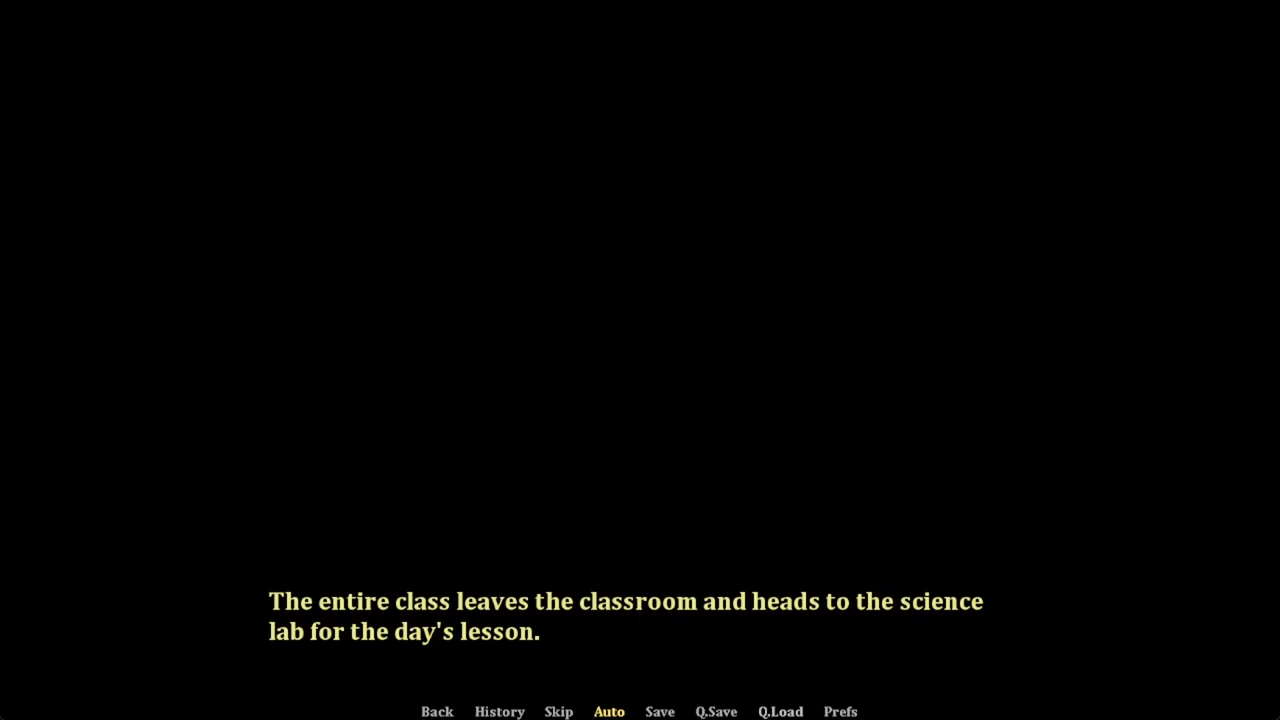 The entire class leaves the classroom and heads to the science
lab for the day's lesson.
Back History Skip Auto Save Q.Save Q.Load Prefs